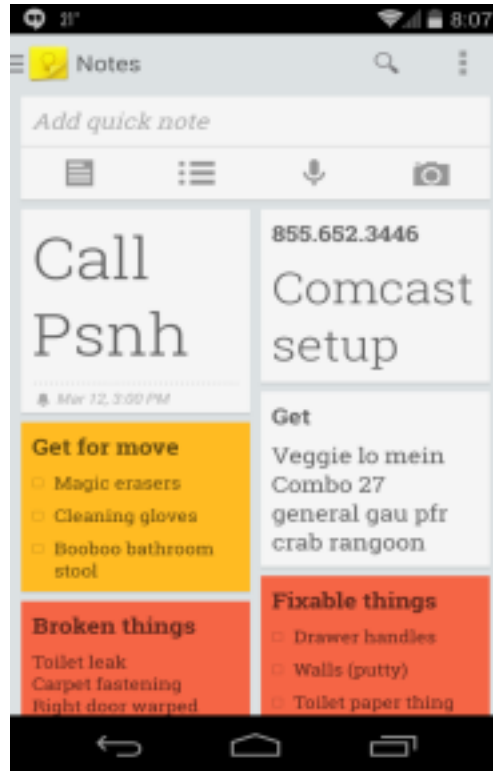 21°
8:07
Notes
Add quick note
Call
Psnh
Mar 12, 3:00 PM
855.652.3446
Comcast
setup
Get for move
Magic erasers
Cleaning gloves
Booboo bathroom
stool
Get
Veggie lo mein
Combo 27
general gau pfr
crab rangoon
Broken things
Toilet leak
Carpet fastening
Right door warped
Fixable things
Drawer handles
Walls (putty)
Toilet paper thing